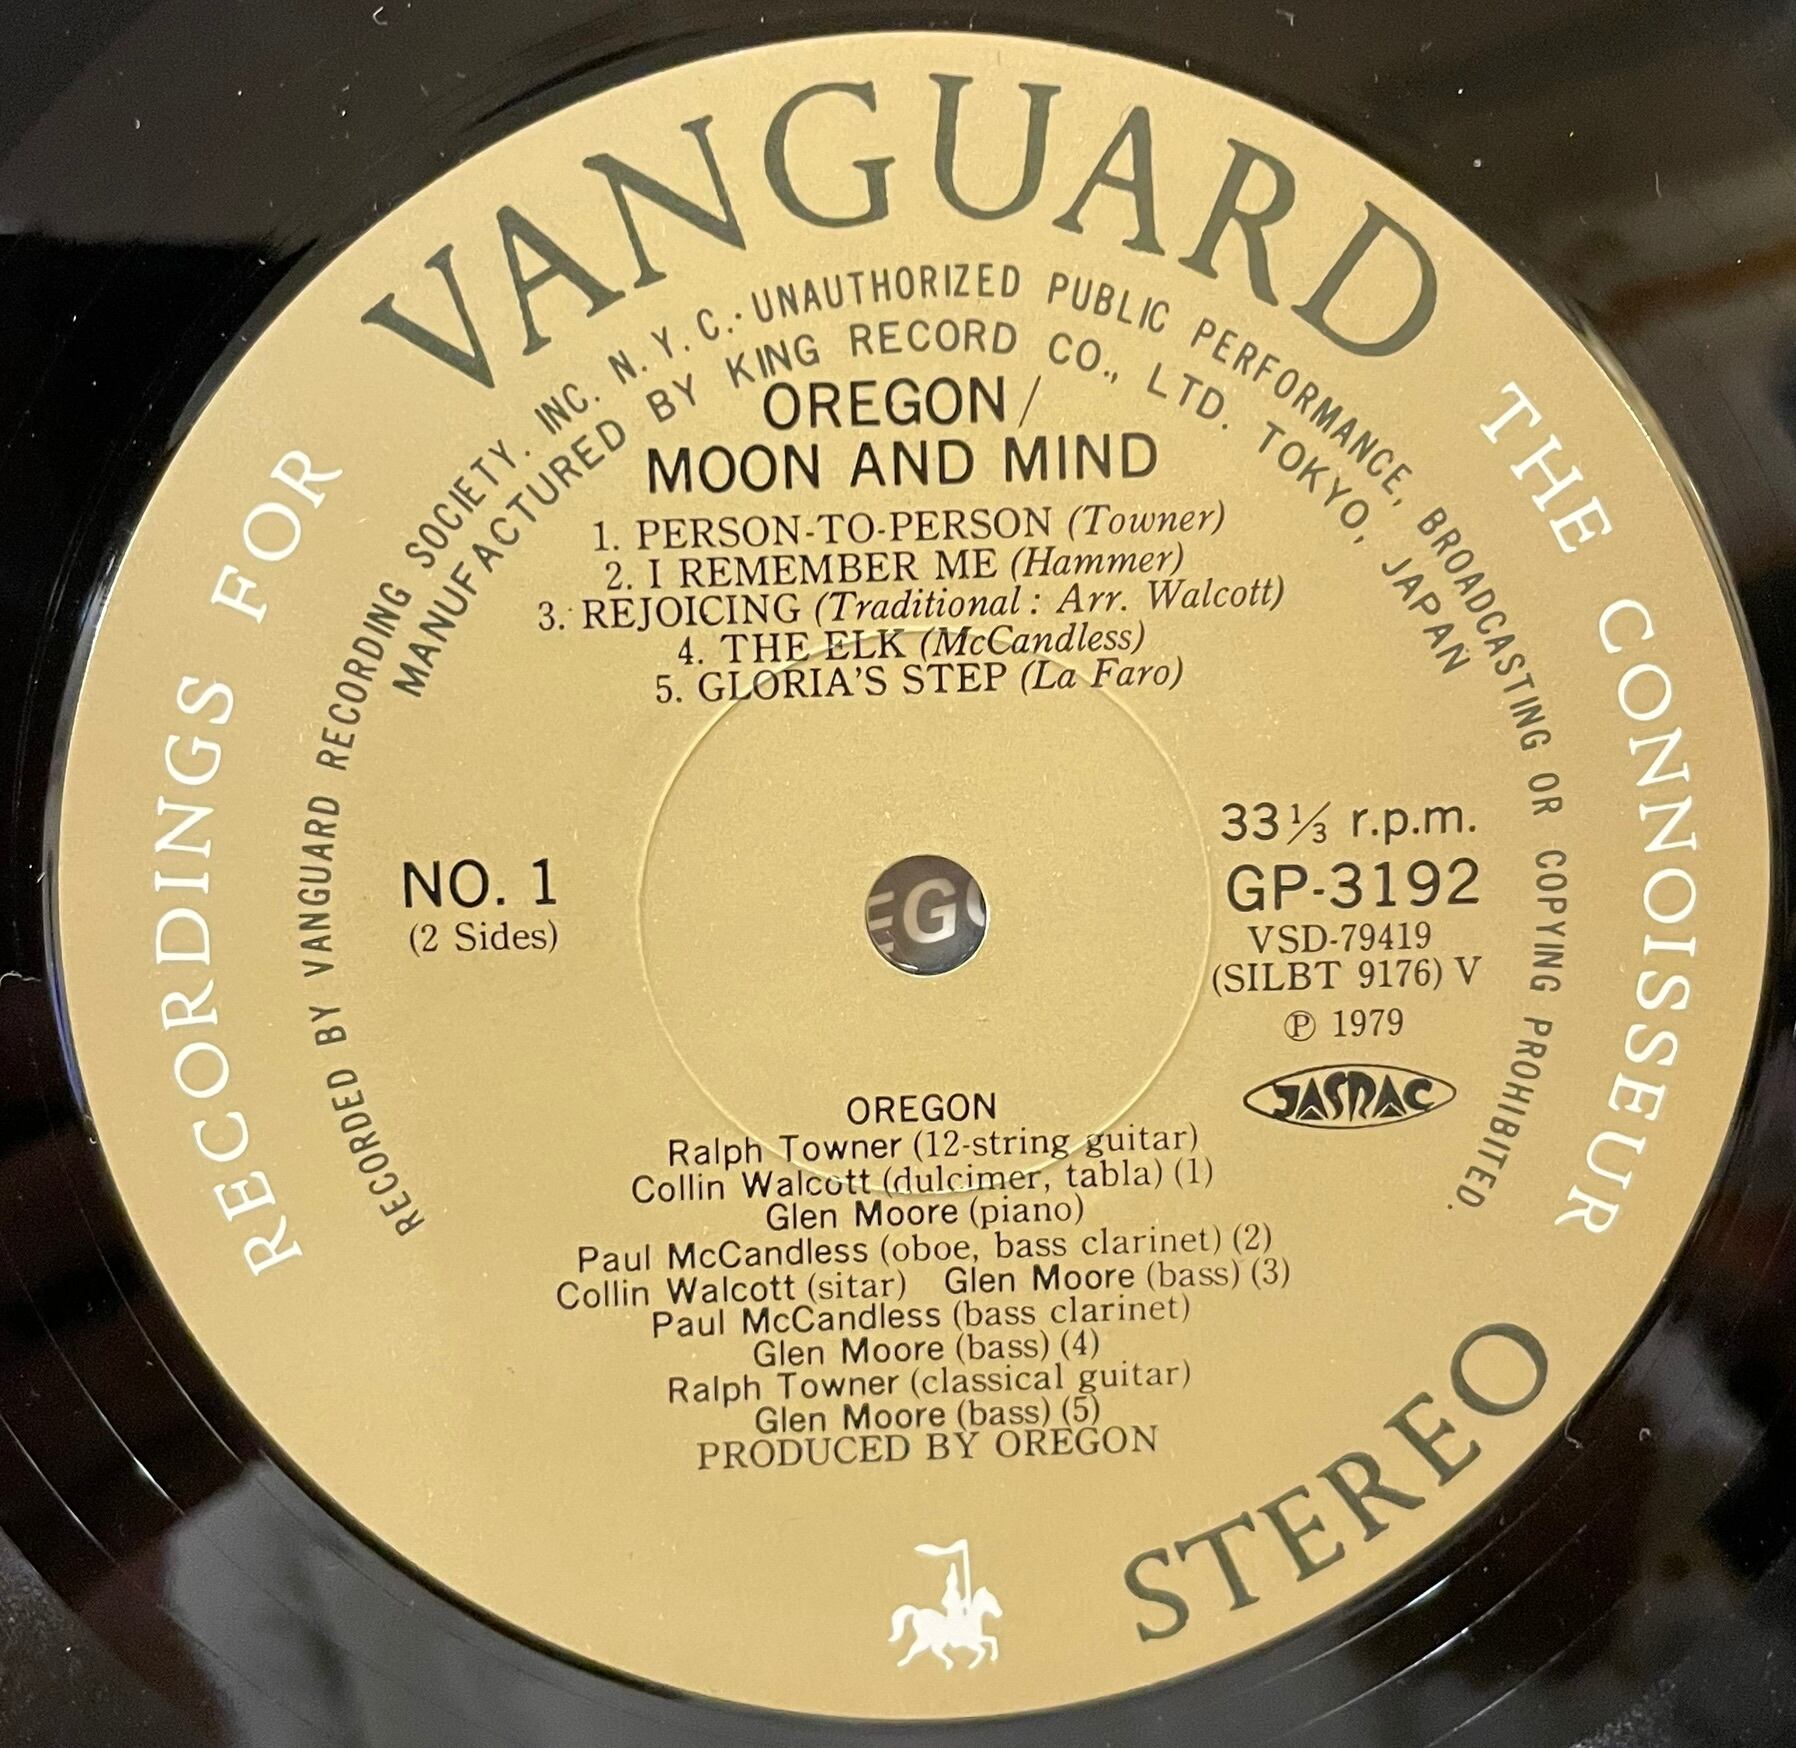 VANGUARD
RECORDINGS FOR THE CONNOISSEUR
RECORDED BY VANGUARD RECORDING SOCIETY. INC. N. Y. C.· UNAUTHORIZED PUBLIC PERFORMANCE, BROADCASTING OR COPYING PROHIBITED.
MANUFACTURED BY KING RECORD CO., LTD. TOKYO, JAPAN
OREGON/
MOON AND MIND
1. PERSON-TO-PERSON (Towner)
2. I REMEMBER ME (Hammer)
3. REJOICING (Traditional : Arr. Walcott)
4. THE ELK (McCandless)
5. GLORIA'S STEP (La Faro)
NO. 1
(2 Sides)
33⅓ r.p.m.
GP-3192
VSD-79419
(SILBT 9176) V
Ⓟ 1979
JASRAC
EGO
OREGON
Ralph Towner (12-string guitar)
Collin Walcott (dulcimer, tabla) (1)
Glen Moore (piano)
Paul McCandless (oboe, bass clarinet) (2)
Collin Walcott (sitar) Glen Moore (bass) (3)
Paul McCandless (bass clarinet)
Glen Moore (bass) (4)
Ralph Towner (classical guitar)
Glen Moore (bass) (5)
PRODUCED BY OREGON
STEREO